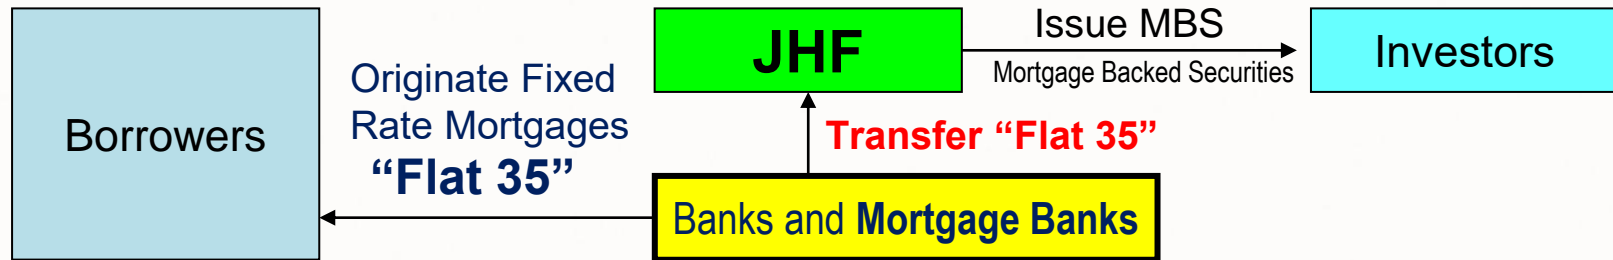 Borrowers
Originate Fixed
Rate Mortgages
“Flat 35”
JHF
Issue MBS
Mortgage Backed Securities
Investors
Transfer “Flat 35”
Banks and Mortgage Banks